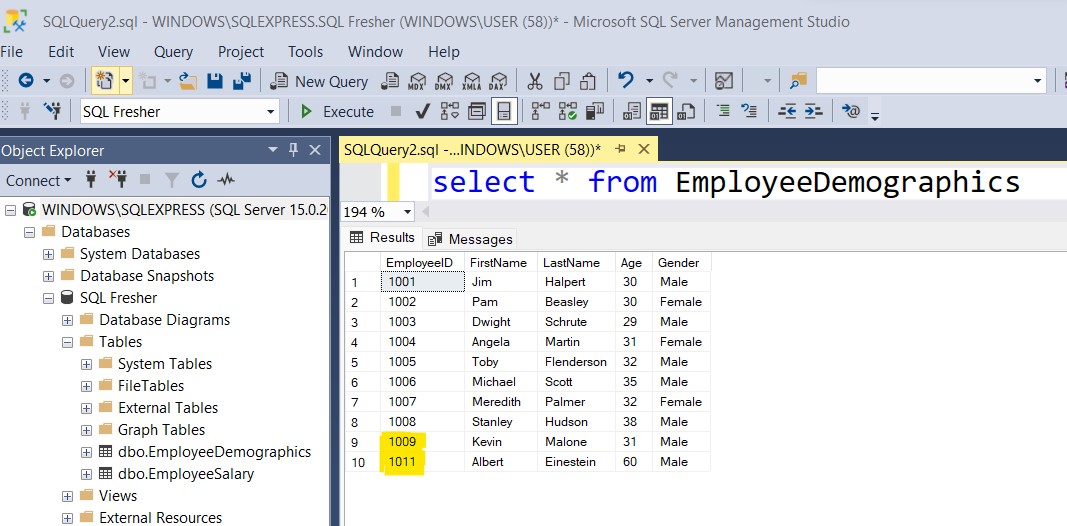 SQLQuery2.sql - WINDOWS\SQLEXPRESS.SQL Fresher (WINDOWS\USER (58))* - Microsoft SQL Server Management Studio
File Edit View Query Project Tools Window Help
New Query MDX DMX XMLA DAX
SQL Fresher Execute
Object Explorer
Connect
WINDOWS\SQLEXPRESS (SQL Server 15.0.20
Databases
System Databases
Database Snapshots
SQL Fresher
Database Diagrams
Tables
System Tables
FileTables
External Tables
Graph Tables
dbo.EmployeeDemographics
dbo.EmployeeSalary
Views
External Resources
SQLQuery2.sql -...INDOWS\USER (58))*
select * from EmployeeDemographics
194 %
Results Messages
EmployeeID FirstName LastName Age Gender
1 1001 Jim Halpert 30 Male
2 1002 Pam Beasley 30 Female
3 1003 Dwight Schrute 29 Male
4 1004 Angela Martin 31 Female
5 1005 Toby Flenderson 32 Male
6 1006 Michael Scott 35 Male
7 1007 Meredith Palmer 32 Female
8 1008 Stanley Hudson 38 Male
9 1009 Kevin Malone 31 Male
10 1011 Albert Einestein 60 Male